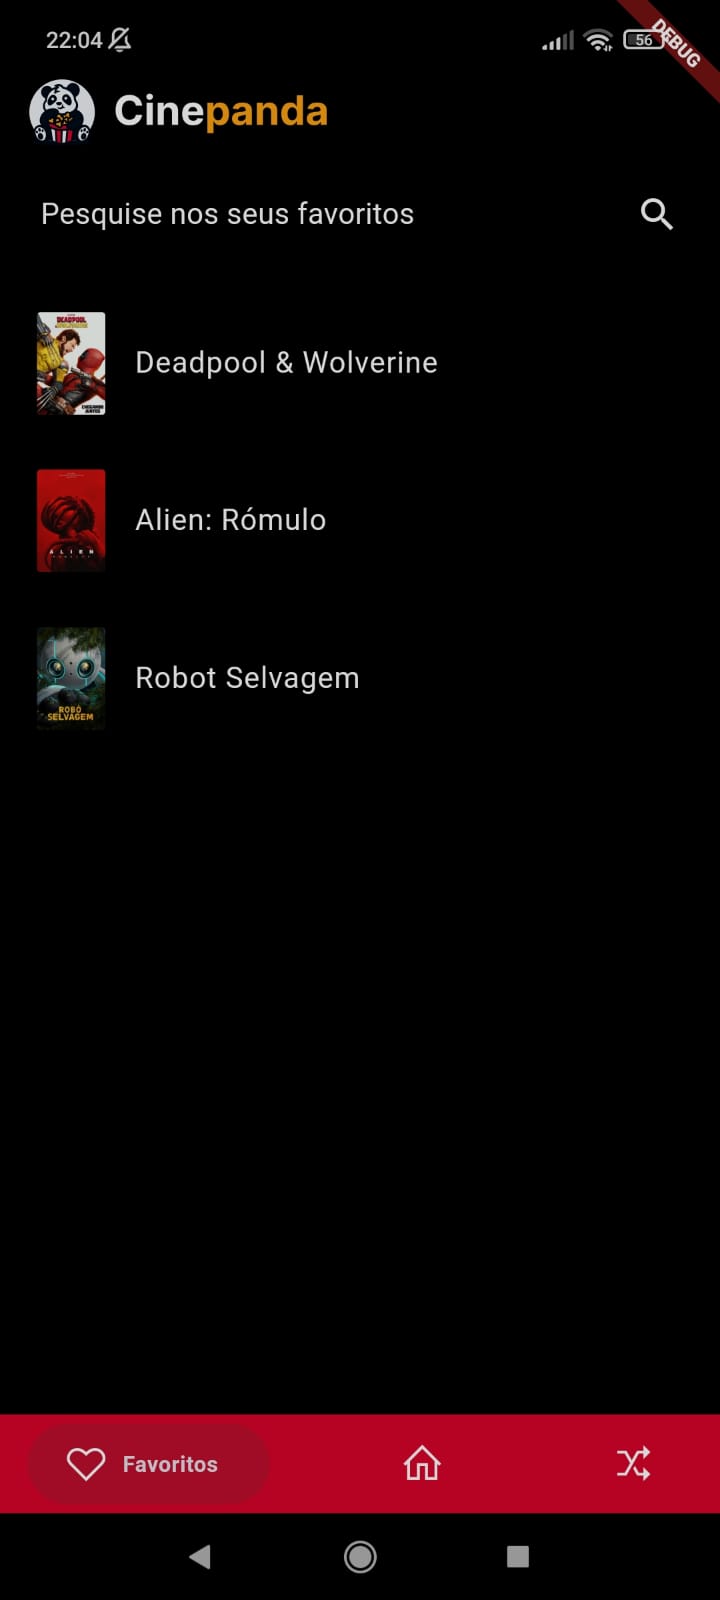 22:04
56
DEBUG
Cinepanda
Pesquise nos seus favoritos
DEADPOOL
Deadpool & Wolverine
ALIEN
Alien: Rómulo
ROBÔ
SELVAGEM
Robot Selvagem
Favoritos